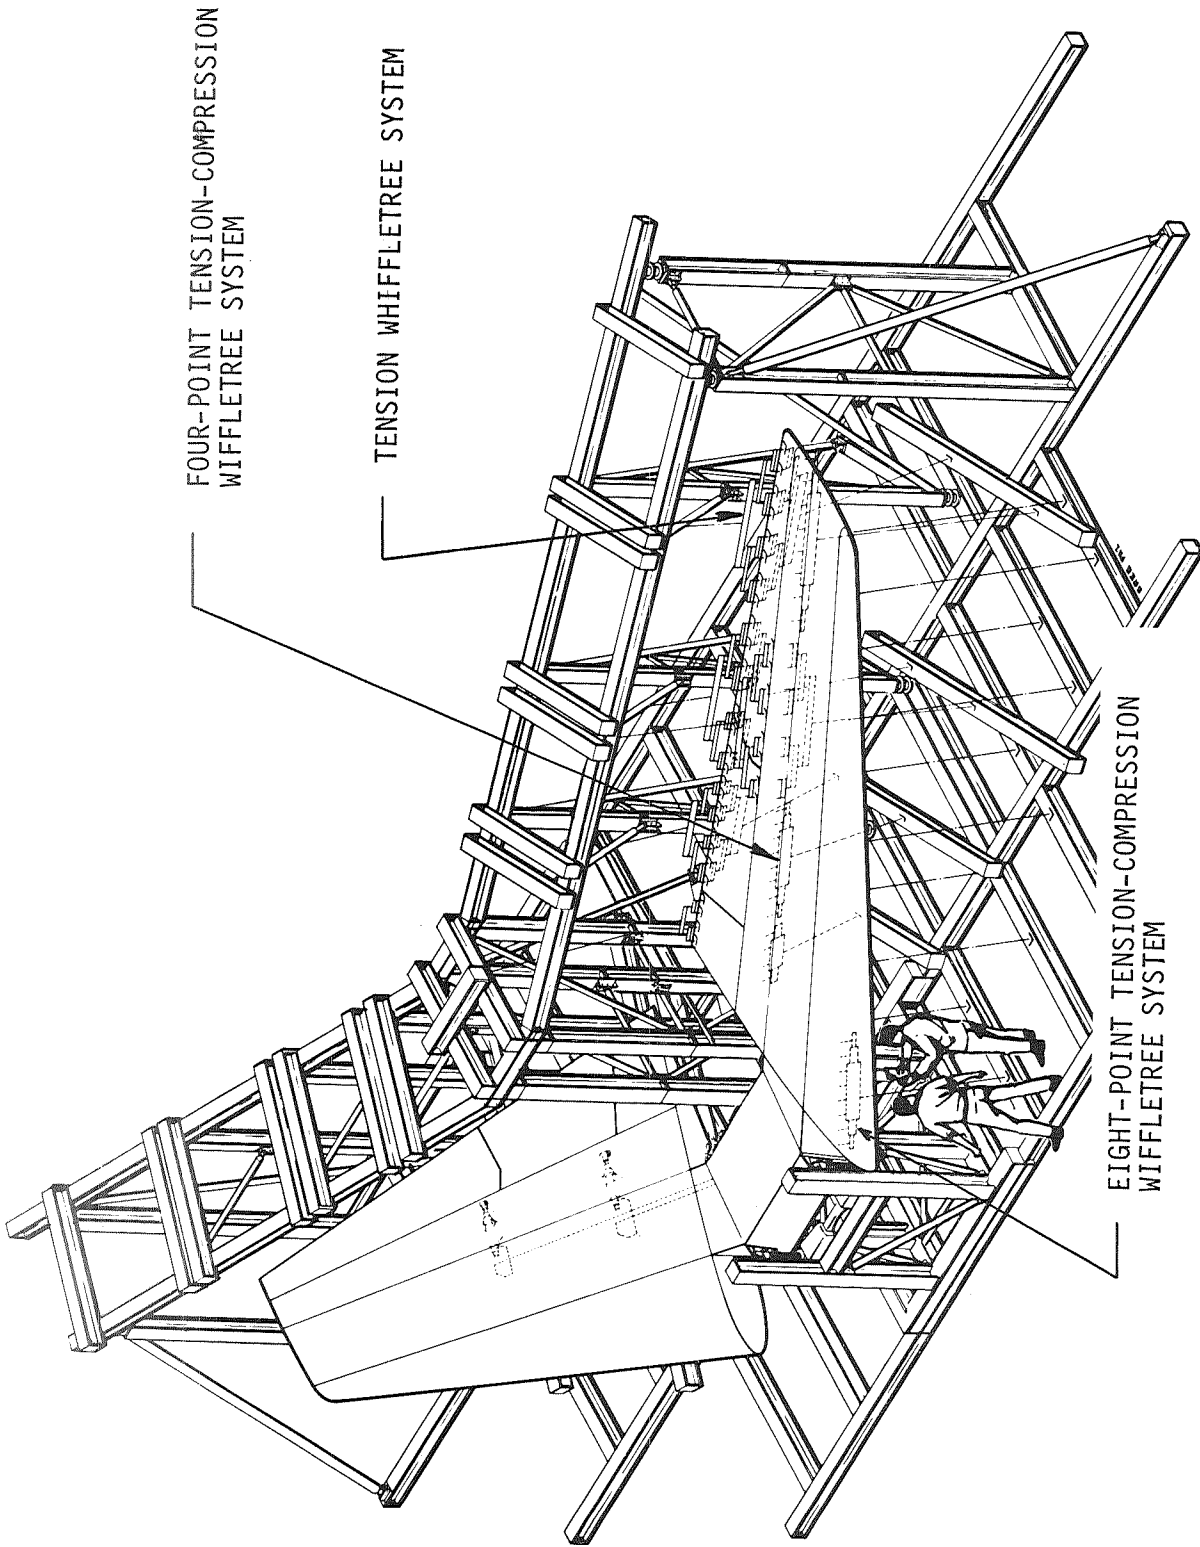 FOUR-POINT TENSION-COMPRESSION
WIFFLETREE SYSTEM
TENSION WHIFFLETREE SYSTEM
EIGHT-POINT TENSION-COMPRESSION
WIFFLETREE SYSTEM